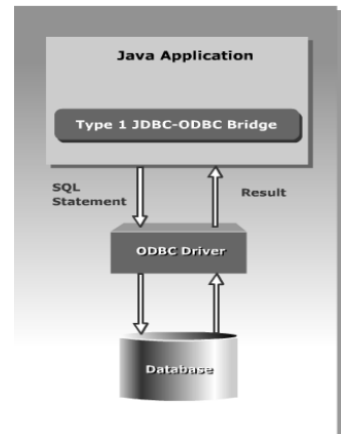 Java Application
Type 1 JDBC-ODBC Bridge
SQL
Statement
Result
ODBC Driver
Database